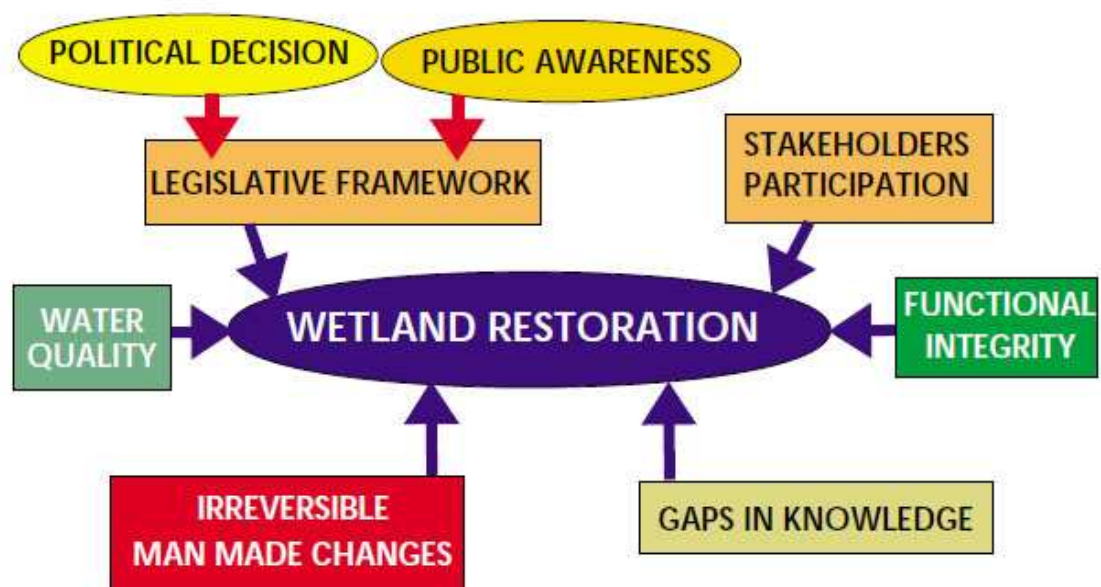 POLITICAL DECISION
PUBLIC AWARENESS
LEGISLATIVE FRAMEWORK
STAKEHOLDERS
PARTICIPATION
WATER
QUALITY
WETLAND RESTORATION
FUNCTIONAL
INTEGRITY
IRREVERSIBLE
MAN MADE CHANGES
GAPS IN KNOWLEDGE